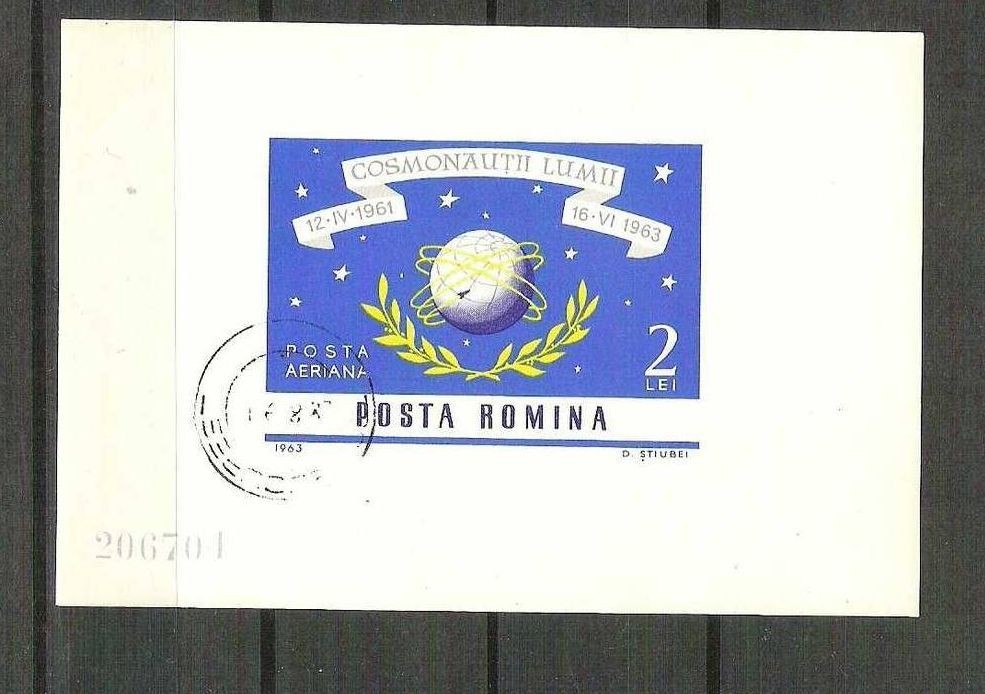 COSMONAUȚII LUMII
12·IV·1961
16·VI 1963
POSTA
AERIANA
2
LEI
POSTA ROMINA
1963
D. ȘTIUBEI
206701